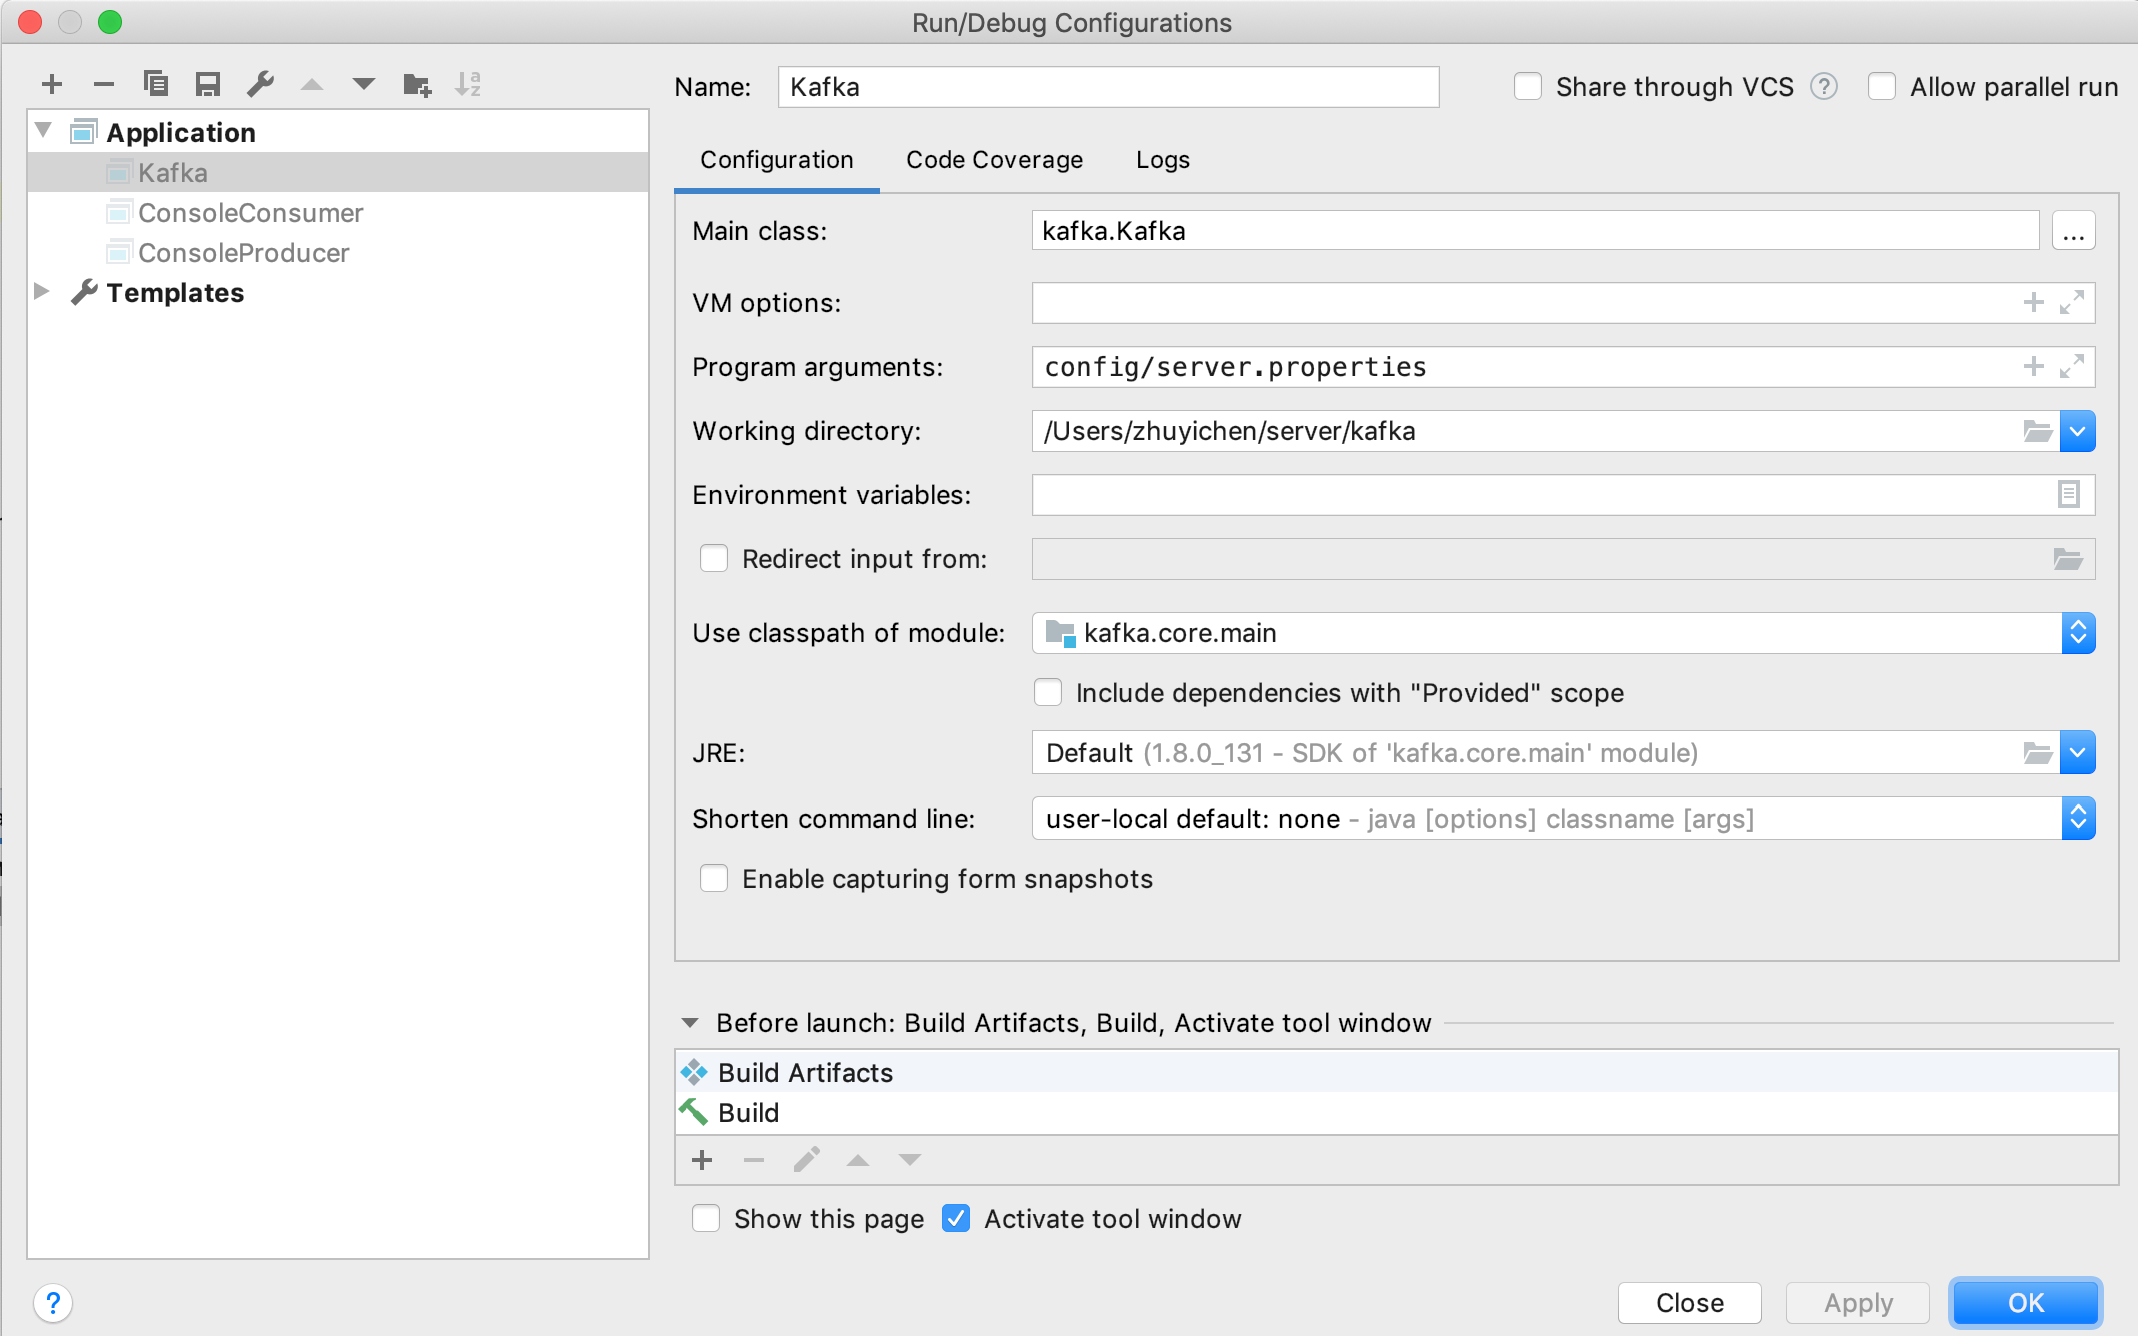 Run/Debug Configurations
Name: Kafka Share through VCS ? Allow parallel run
Application
Kafka
ConsoleConsumer
ConsoleProducer
Templates
Configuration Code Coverage Logs
Main class: kafka.Kafka ...
VM options:
Program arguments: config/server.properties
Working directory: /Users/zhuyichen/server/kafka
Environment variables:
Redirect input from:
Use classpath of module: kafka.core.main
Include dependencies with "Provided" scope
JRE: Default (1.8.0_131 - SDK of 'kafka.core.main' module)
Shorten command line: user-local default: none - java [options] classname [args]
Enable capturing form snapshots
Before launch: Build Artifacts, Build, Activate tool window
Build Artifacts
Build
Show this page Activate tool window
? Close Apply OK